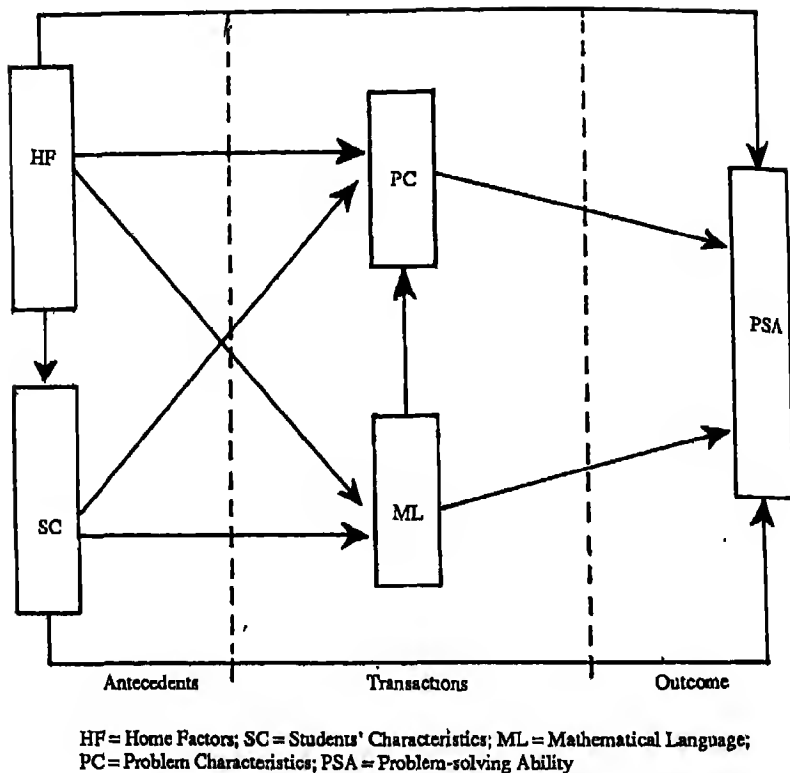 HF
PC
PSA
SC
ML
Antecedents Transactions Outcome
HF = Home Factors; SC = Students' Characteristics; ML = Mathematical Language;
PC = Problem Characteristics; PSA = Problem-solving Ability